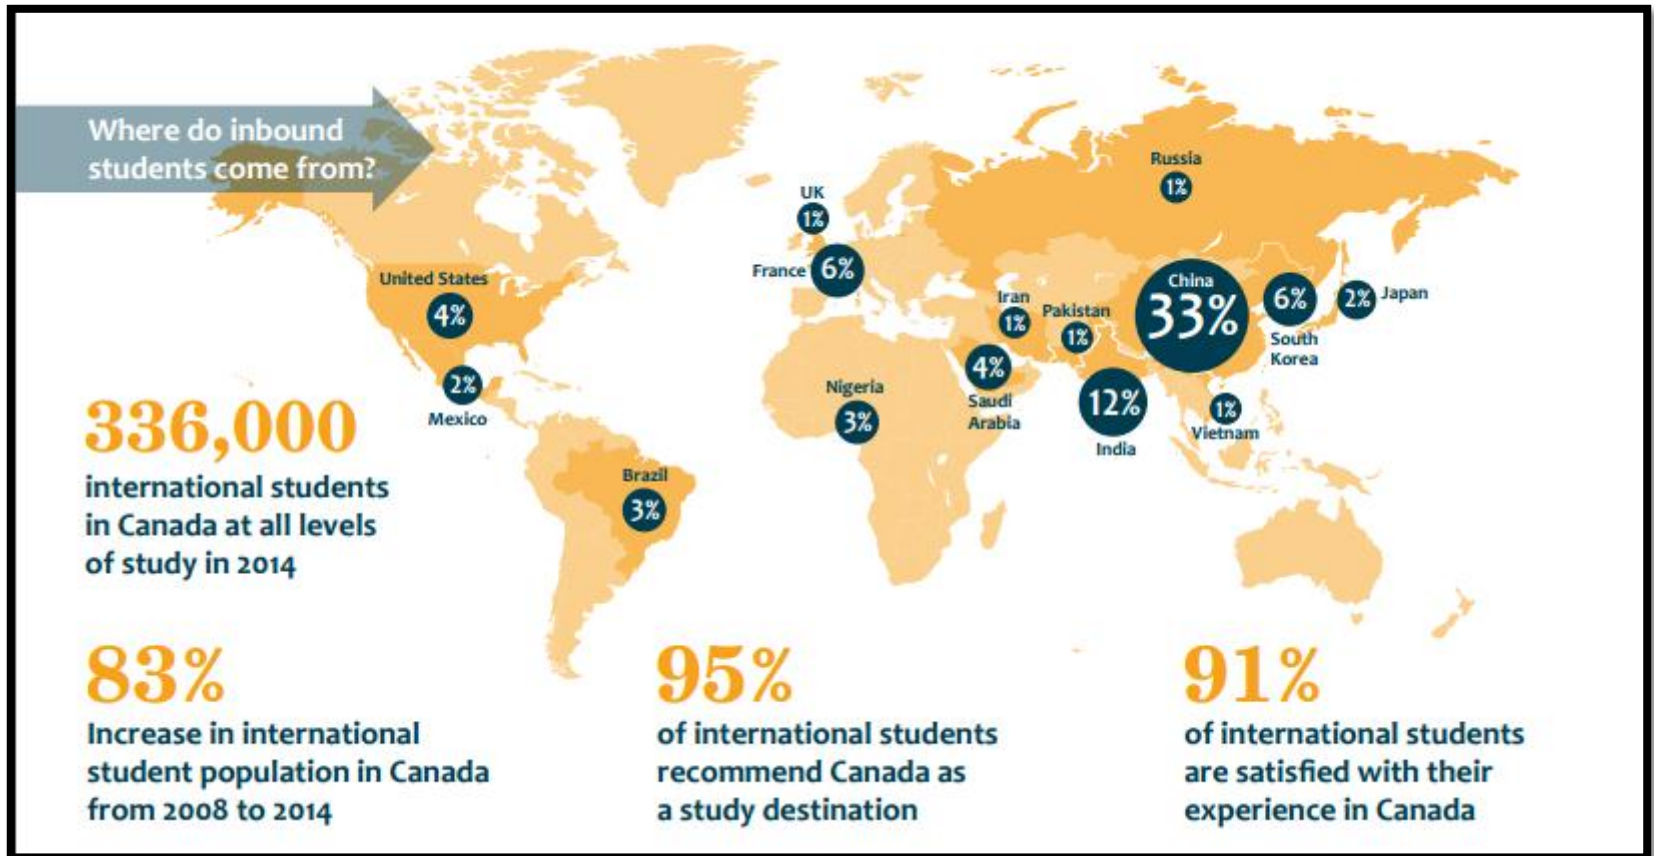 Where do inbound
students come from?
Russia
1%
UK
1%
France
6%
United States
4%
China
33%
6%
South
Korea
2%
Japan
Iran
1%
Pakistan
1%
4%
Saudi
Arabia
2%
Mexico
Nigeria
3%
12%
India
1%
Vietnam
Brazil
3%
336,000
international students
in Canada at all levels
of study in 2014
83%
Increase in international
student population in Canada
from 2008 to 2014
95%
of international students
recommend Canada as
a study destination
91%
of international students
are satisfied with their
experience in Canada